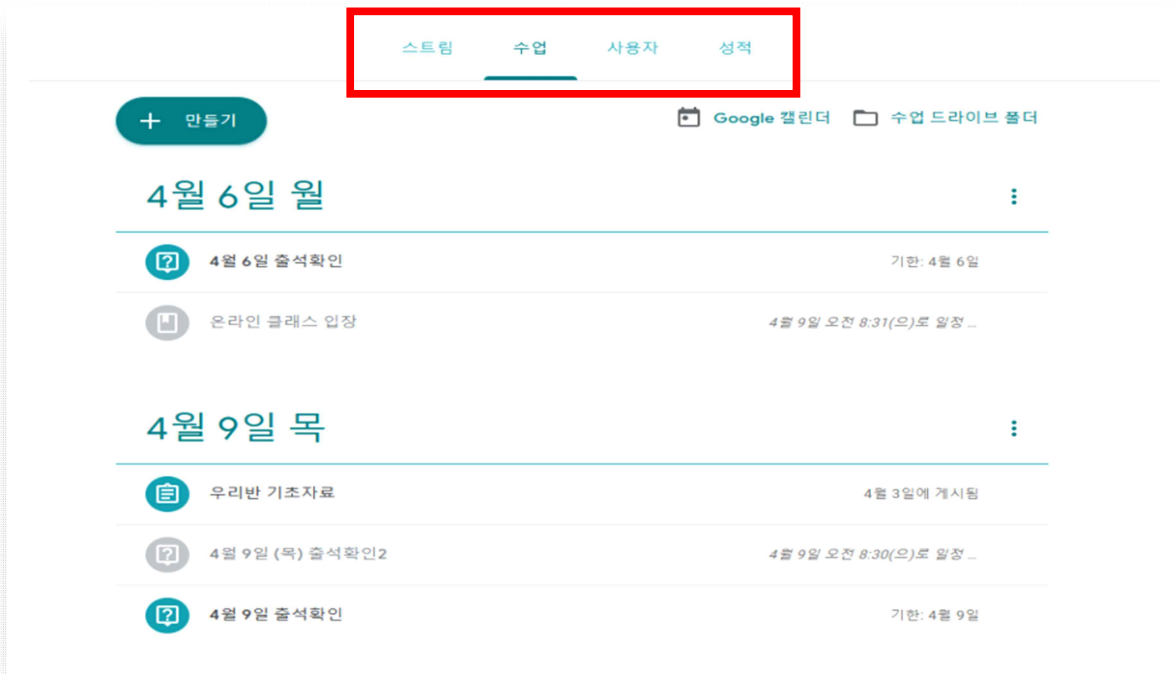 스트림 수업 사용자 성적
만들기 Google 캘린더 수업 드라이브 폴더
4월 6일 월
4월 6일 출석확인 기한: 4월 6일
온라인 클래스 입장 4월 9일 오전 8:31(으)로 일정 ...
4월 9일 목
우리반 기초자료 4월 3일에 게시됨
4월 9일 (목) 출석확인2 4월 9일 오전 8:30(으)로 일정 ...
4월 9일 출석확인 기한: 4월 9일